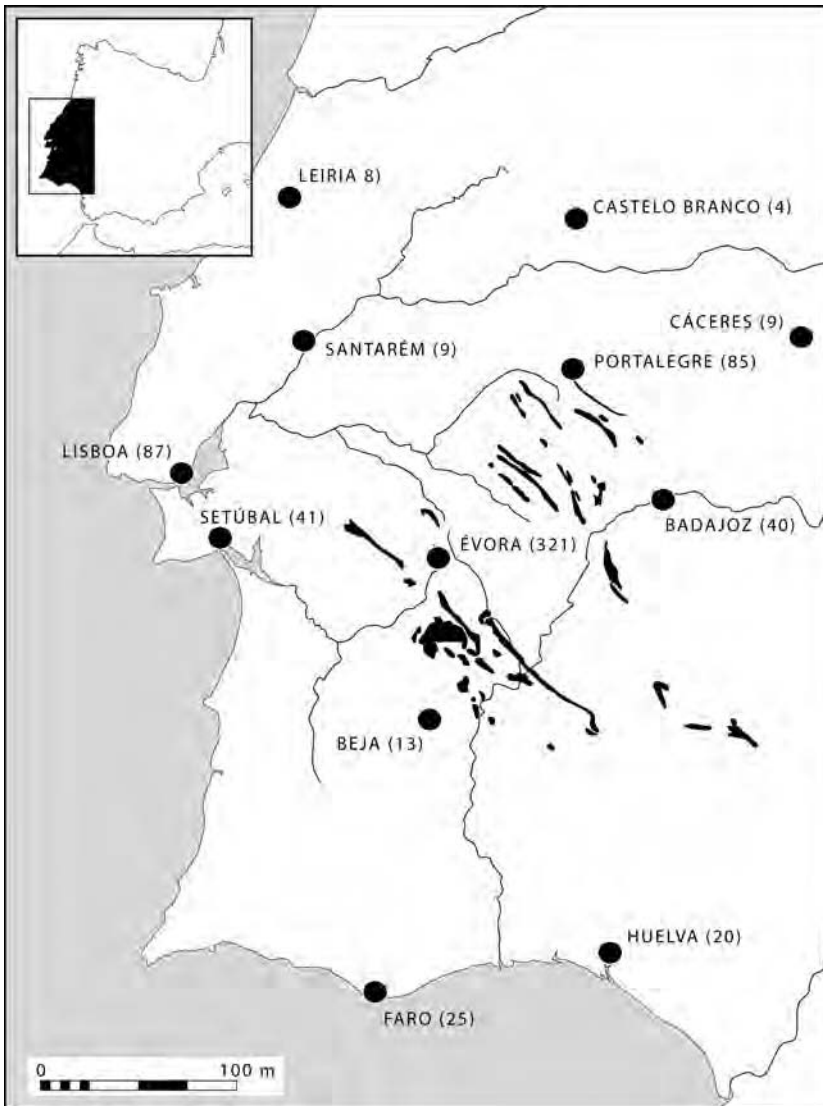 LEIRIA 8)
CASTELO BRANCO (4)
CÁCERES (9)
SANTARÉM (9)
PORTALEGRE (85)
LISBOA (87)
BADAJOZ (40)
SETÚBAL (41)
ÉVORA (321)
BEJA (13)
HUELVA (20)
FARO (25)
0 100 m